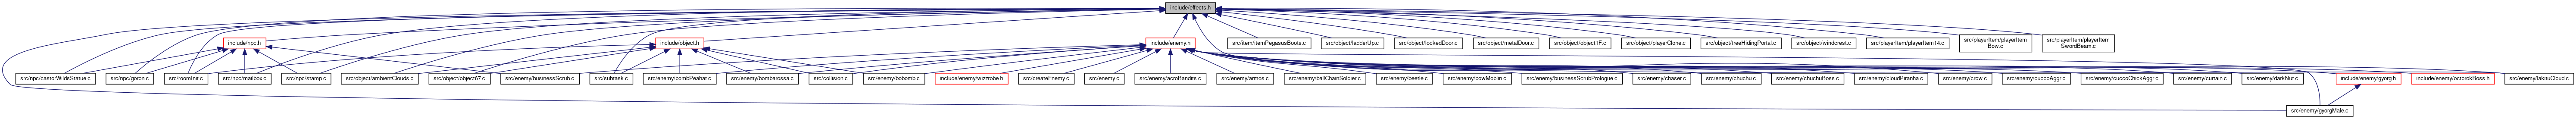 include/effects.h
include/npc.h
include/object.h
include/enemy.h
src/item/itemPegasusBoots.c
src/object/ladderUp.c
src/object/lockedDoor.c
src/object/metalDoor.c
src/object/object1F.c
src/object/playerClone.c
src/object/treeHidingPortal.c
src/object/windcrest.c
src/playerItem/playerItem14.c
src/playerItem/playerItem
Bow.c
src/playerItem/playerItem
SwordBeam.c
src/npc/castorWildsStatue.c
src/npc/goron.c
src/roomInit.c
src/npc/mailbox.c
src/npc/stamp.c
src/object/ambientClouds.c
src/object/object67.c
src/enemy/businessScrub.c
src/subtask.c
src/enemy/bombPeahat.c
src/enemy/bombarossa.c
src/collision.c
src/enemy/bobomb.c
include/enemy/wizzrobe.h
src/createEnemy.c
src/enemy.c
src/enemy/acroBandits.c
src/enemy/armos.c
src/enemy/ballChainSoldier.c
src/enemy/beetle.c
src/enemy/bowMoblin.c
src/enemy/businessScrubPrologue.c
src/enemy/chaser.c
src/enemy/chuchu.c
src/enemy/chuchuBoss.c
src/enemy/cloudPiranha.c
src/enemy/crow.c
src/enemy/cuccoAggr.c
src/enemy/cuccoChickAggr.c
src/enemy/curtain.c
src/enemy/darkNut.c
include/enemy/gyorg.h
include/enemy/octorokBoss.h
src/enemy/lakituCloud.c
src/enemy/gyorgMale.c